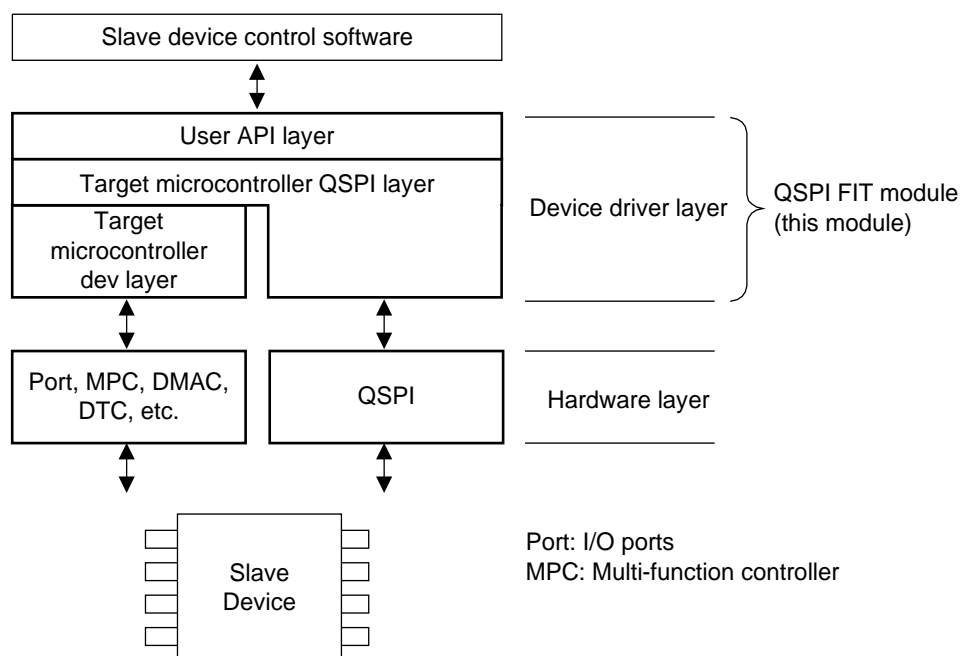 Slave device control software
User API layer
Target microcontroller QSPI layer
Target
microcontroller
dev layer
Device driver layer
QSPI FIT module
(this module)
Port, MPC, DMAC,
DTC, etc.
QSPI
Hardware layer
Slave
Device
Port: I/O ports
MPC: Multi-function controller